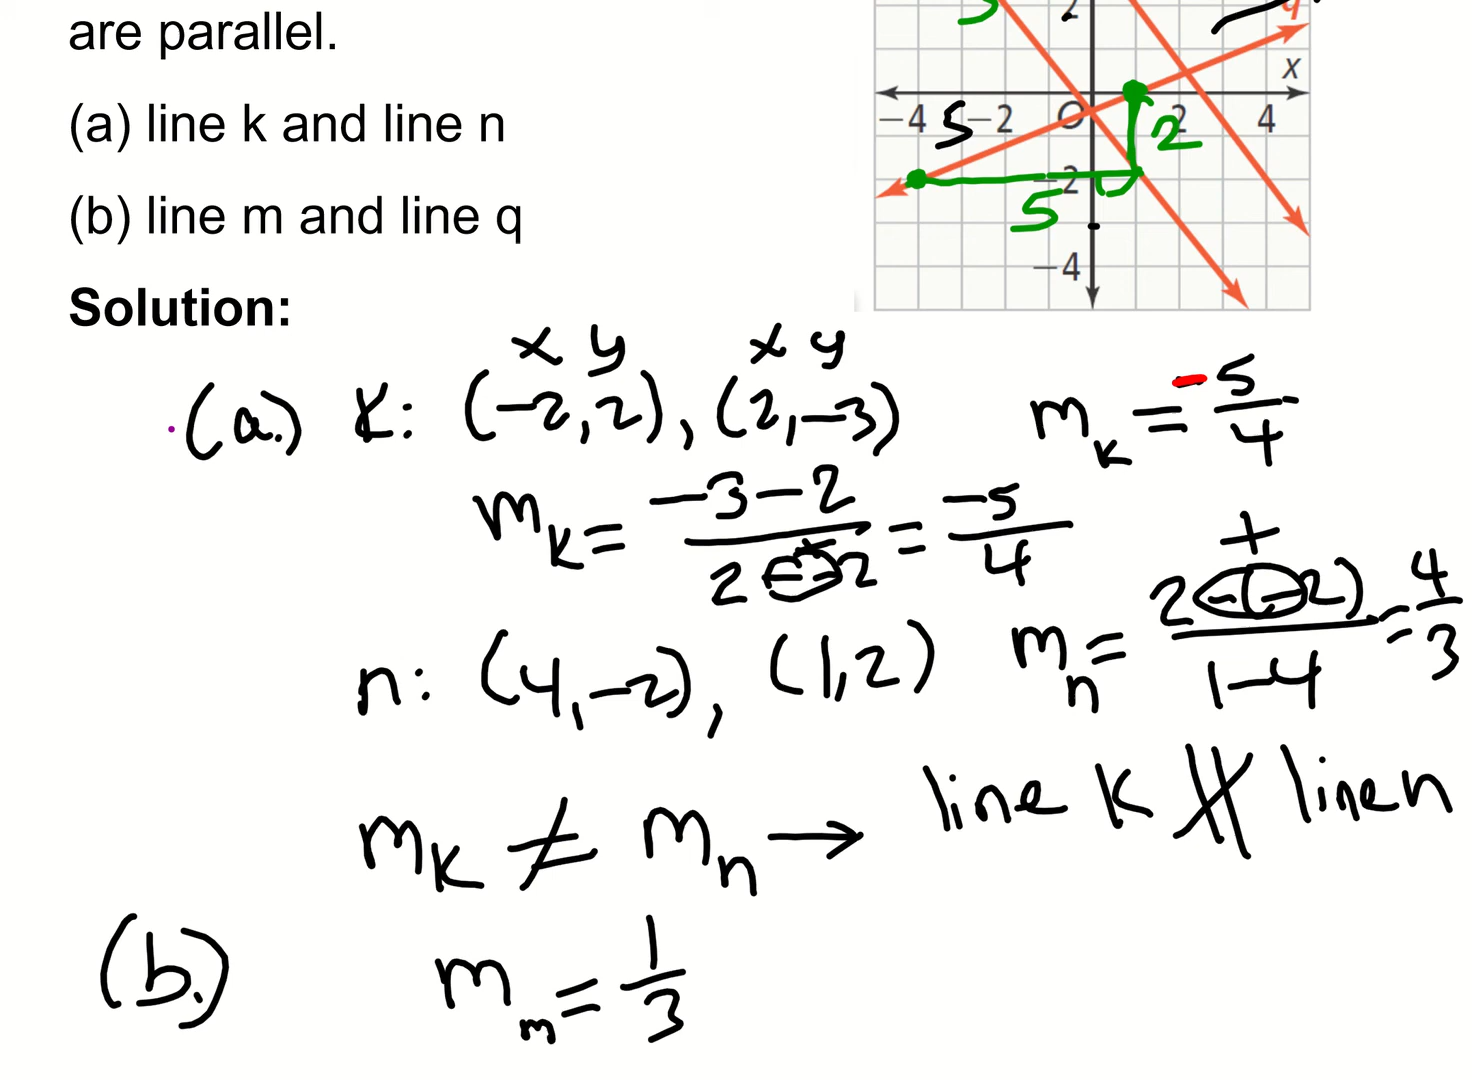 are parallel.
(a) line k and line n
(b) line m and line q
Solution:
2
q
x
−4 5 −2 O 2 2 4
−2
5
−4
x y x y
(a.) K: (−2,2), (2,−3) m_K = −5/4
m_K = (−3−2)/(2−−2) = −5/4
+
n: (4,−2), (1,2) m_n = (2−(−2))/(1−4) = 4/3
m_K ≠ m_n → line K ∦ line n
(b.) m_m = 1/3